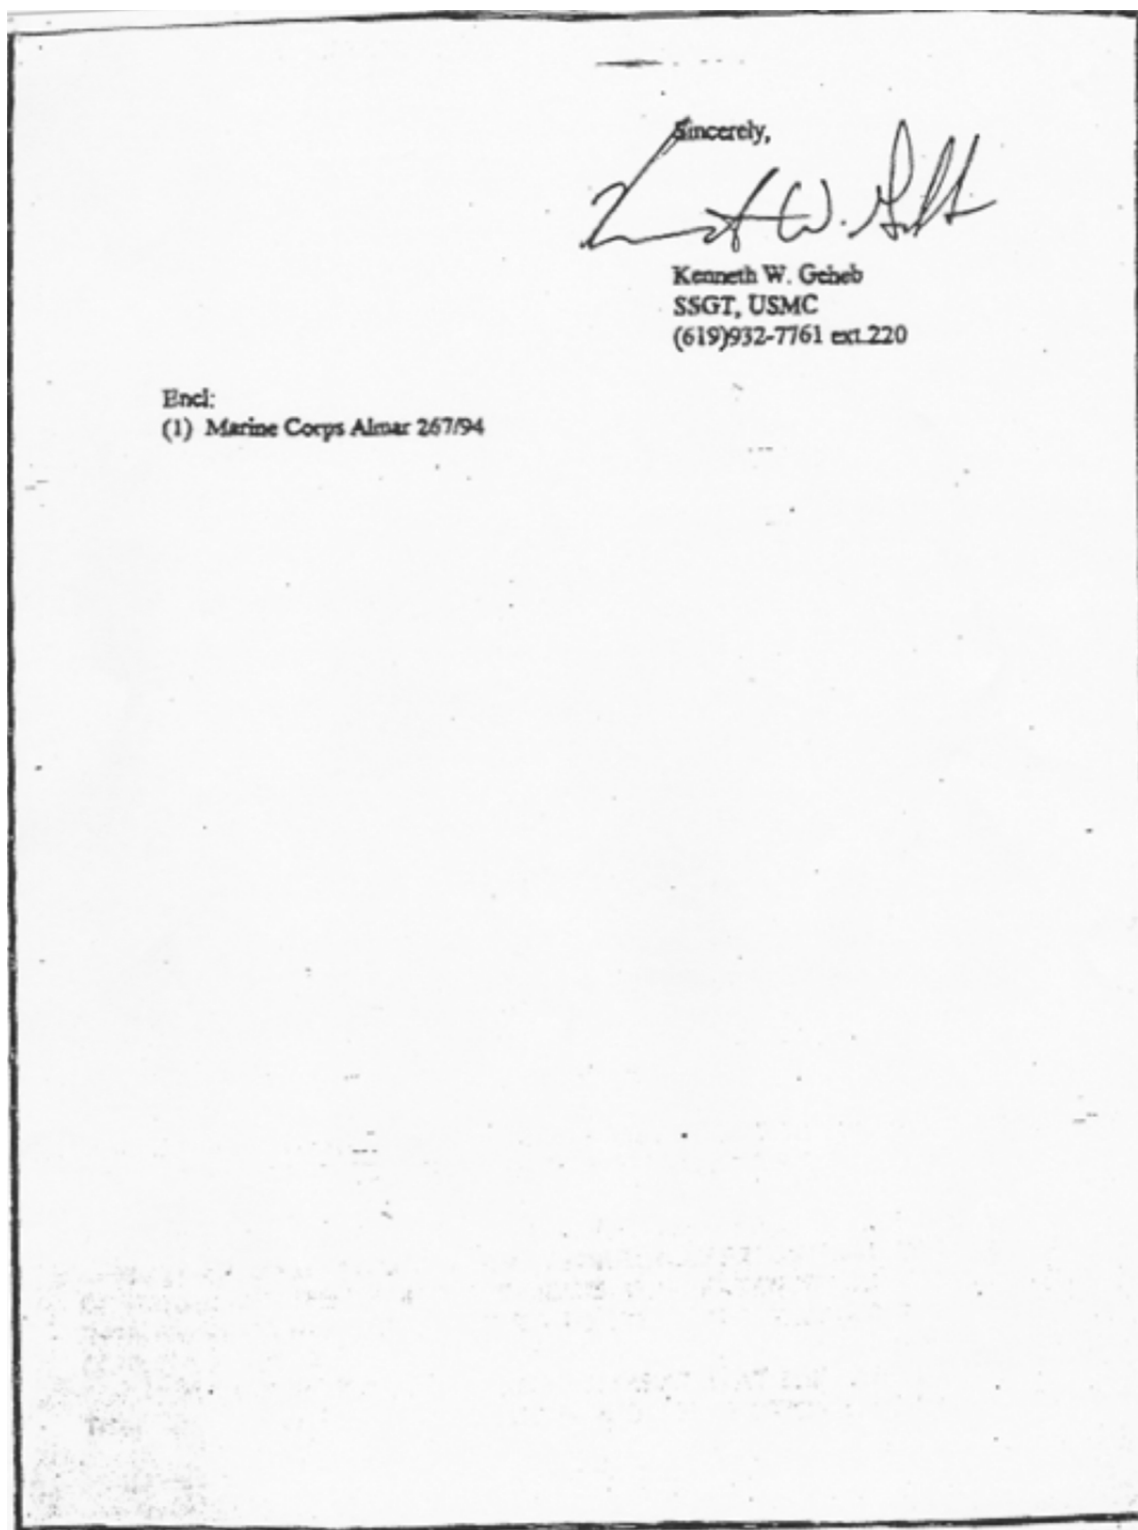 Sincerely,
Kenneth W. Geheb
SSGT, USMC
(619)932-7761 ext.220
Encl:
(1) Marine Corps Almar 267/94